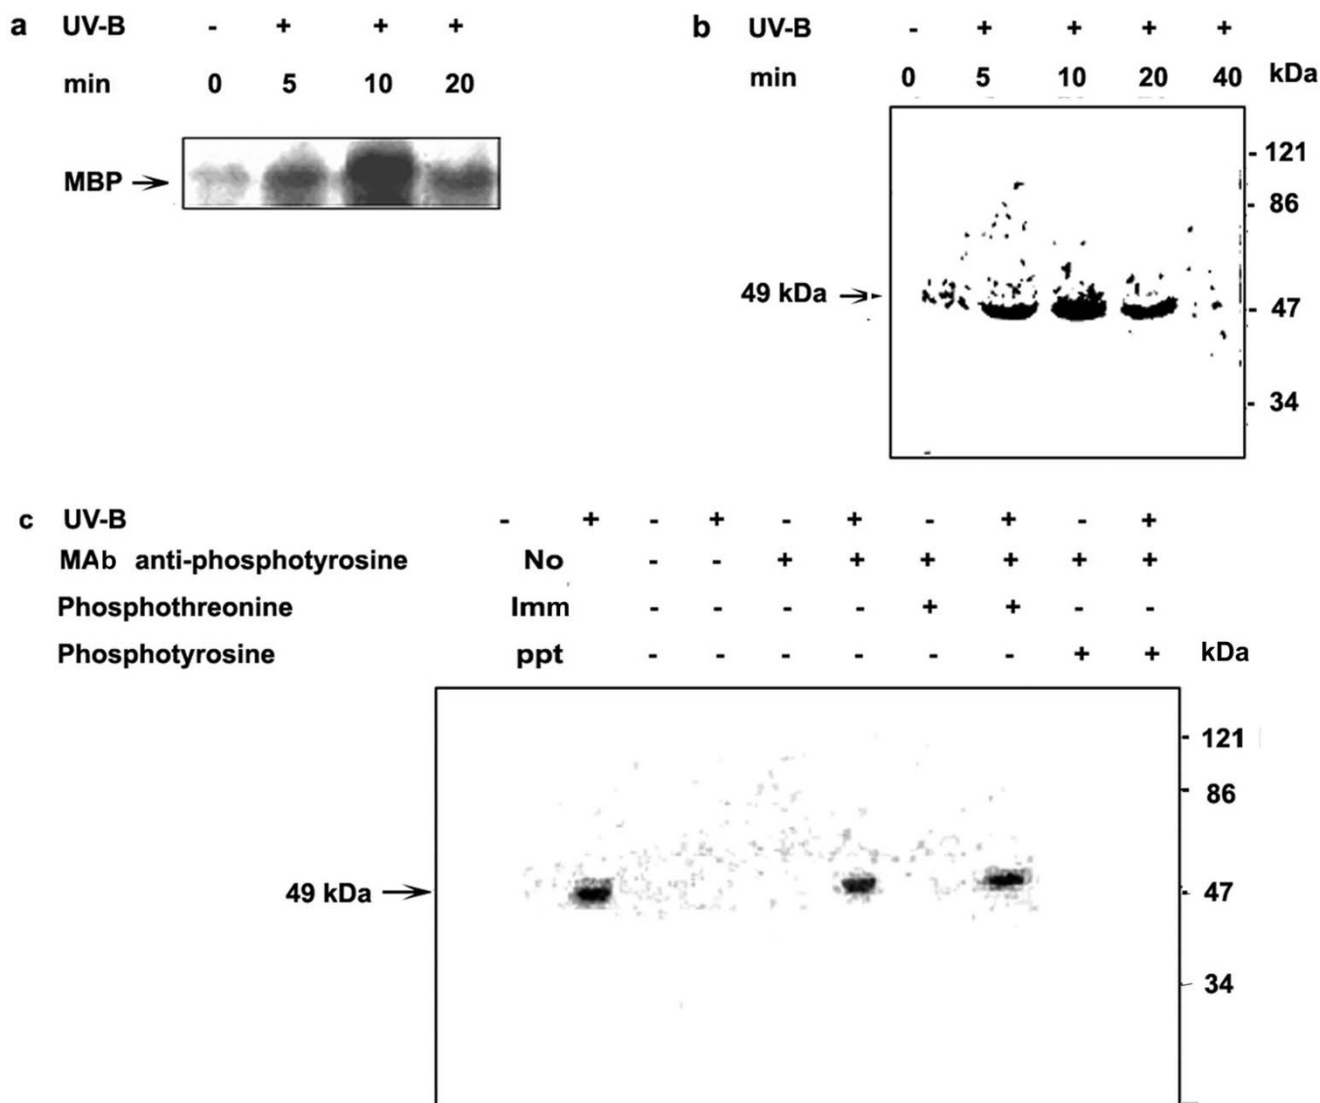 a UV-B - + + +
min 0 5 10 20
MBP
b UV-B - + + + +
min 0 5 10 20 40 kDa
- 121
- 86
49 kDa
- 47
- 34
c UV-B - + - + - + - + - +
MAb anti-phosphotyrosine No - - + + + + + +
Phosphothreonine Imm - - - - + + - -
Phosphotyrosine ppt - - - - - - + + kDa
- 121
- 86
49 kDa
- 47
- 34